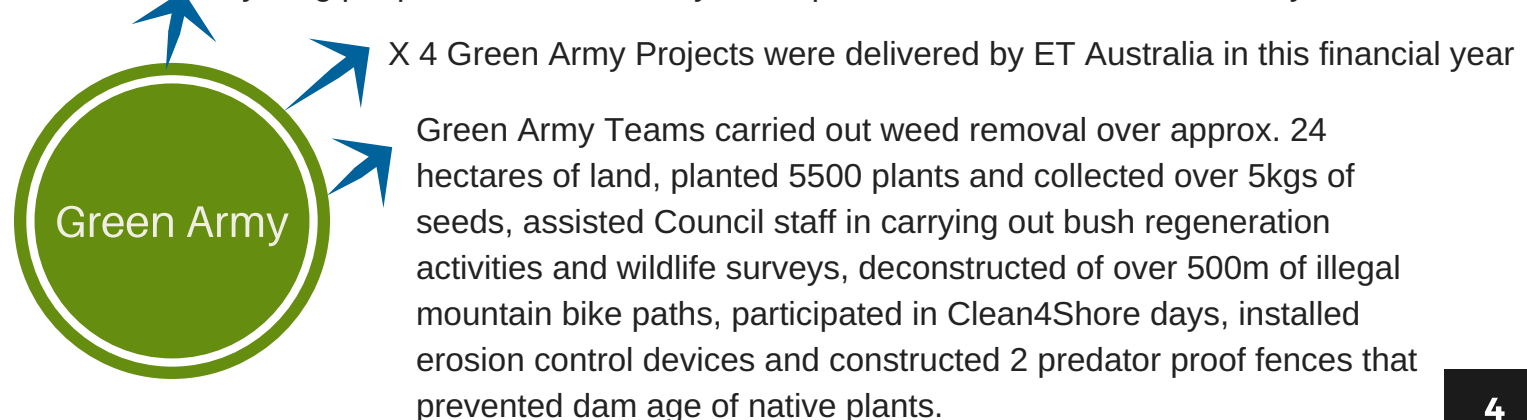 X 4 Green Army Projects were delivered by ET Australia in this financial year
Green Army Teams carried out weed removal over approx. 24
hectares of land, planted 5500 plants and collected over 5kgs of
seeds, assisted Council staff in carrying out bush regeneration
activities and wildlife surveys, deconstructed of over 500m of illegal
mountain bike paths, participated in Clean4Shore days, installed
erosion control devices and constructed 2 predator proof fences that
prevented dam age of native plants.
Green Army
4